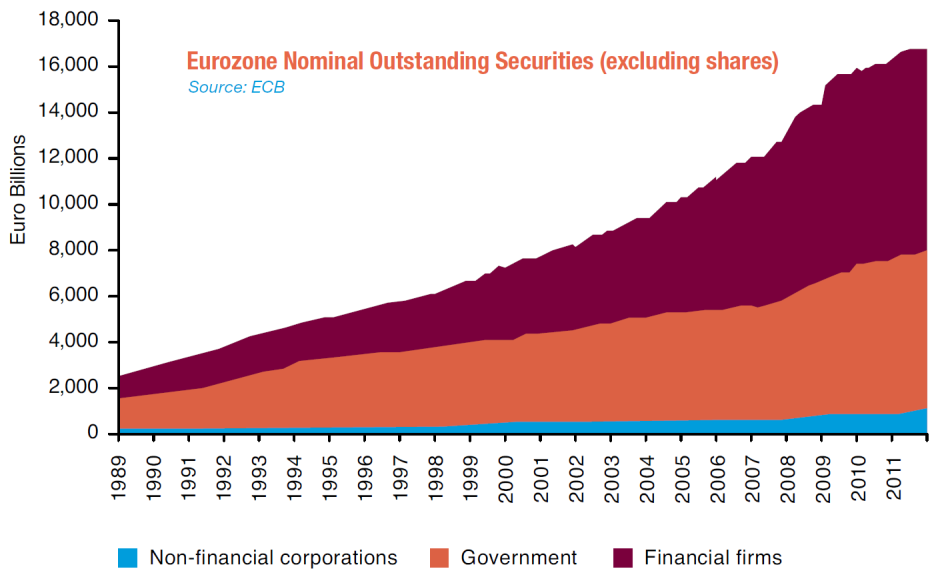 18,000
16,000
14,000
12,000
10,000
8,000
6,000
4,000
2,000
0
Euro Billions
Eurozone Nominal Outstanding Securities (excluding shares)
Source: ECB
1989 1990 1991 1992 1993 1994 1995 1996 1997 1998 1999 2000 2001 2002 2003 2004 2005 2006 2007 2008 2009 2010 2011
Non-financial corporations Government Financial firms